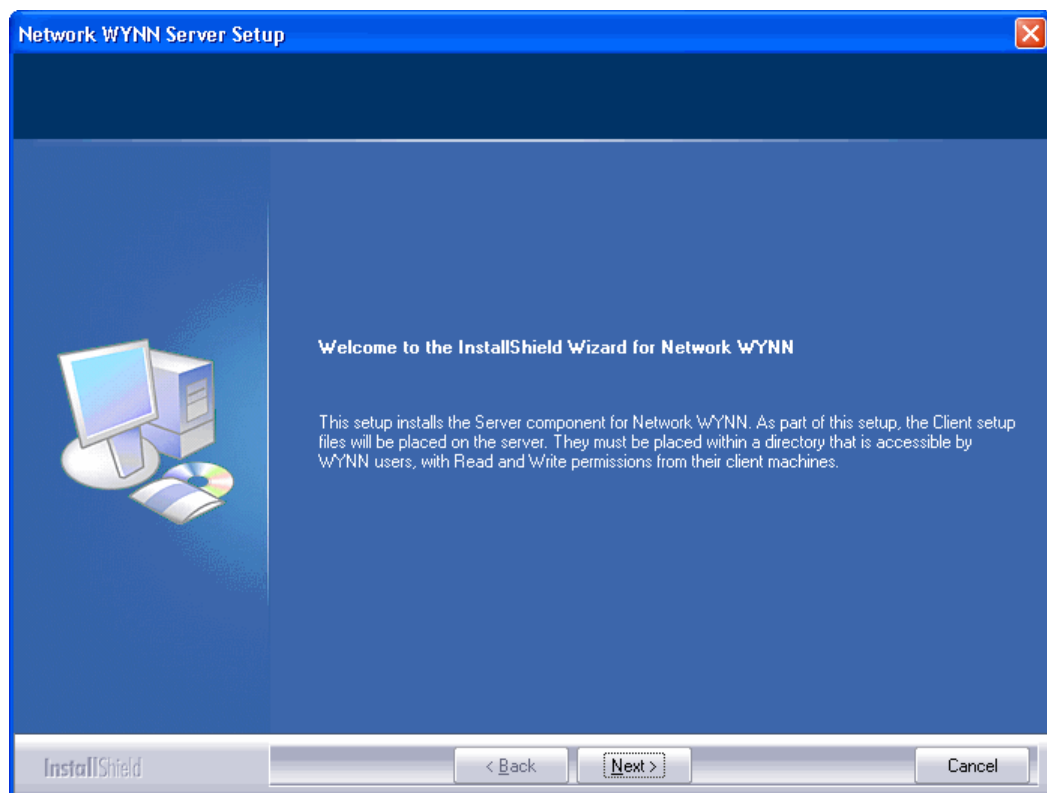 Network WYNN Server Setup
Welcome to the InstallShield Wizard for Network WYNN
This setup installs the Server component for Network WYNN. As part of this setup, the Client setup
files will be placed on the server. They must be placed within a directory that is accessible by
WYNN users, with Read and Write permissions from their client machines.
InstallShield
< Back
Next >
Cancel